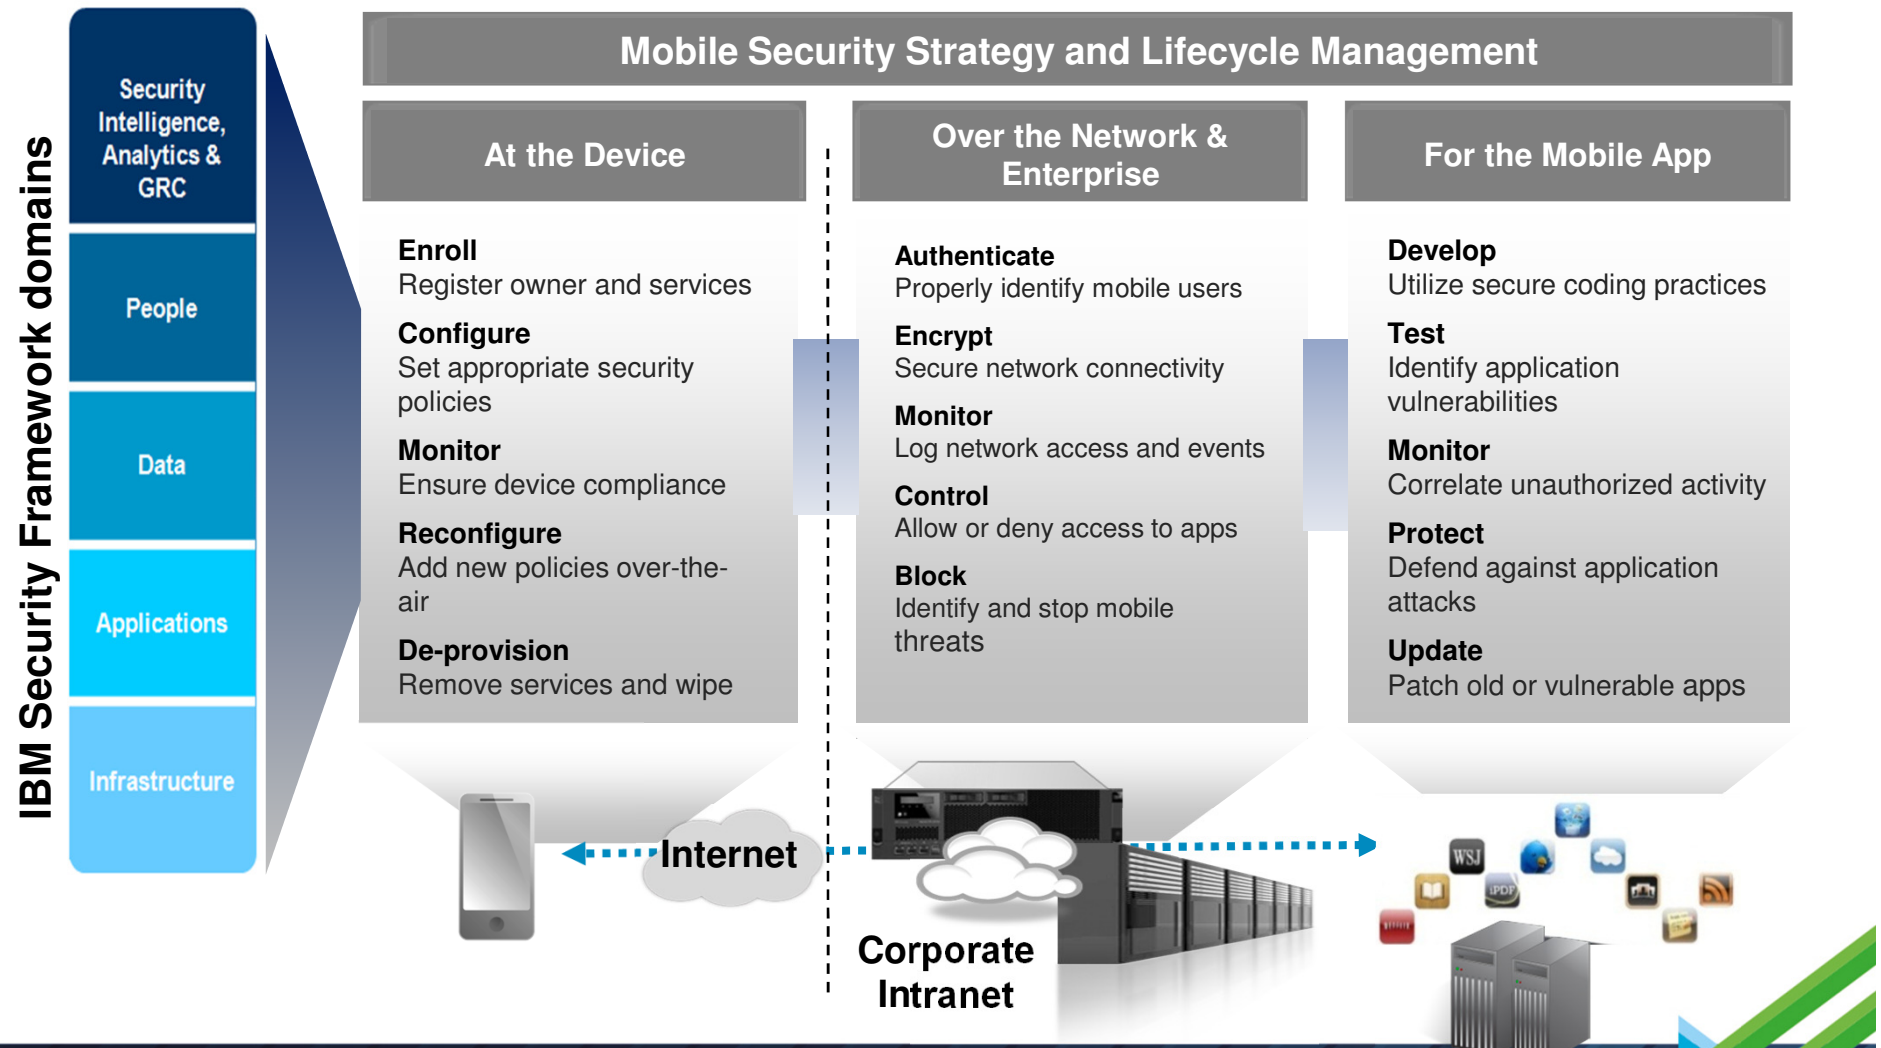 Mobile Security Strategy and Lifecycle Management
IBM Security Framework domains
Security
Intelligence,
Analytics &
GRC
People
Data
Applications
Infrastructure
At the Device
Enroll
Register owner and services
Configure
Set appropriate security
policies
Monitor
Ensure device compliance
Reconfigure
Add new policies over-the-
air
De-provision
Remove services and wipe
Over the Network &
Enterprise
Authenticate
Properly identify mobile users
Encrypt
Secure network connectivity
Monitor
Log network access and events
Control
Allow or deny access to apps
Block
Identify and stop mobile
threats
For the Mobile App
Develop
Utilize secure coding practices
Test
Identify application
vulnerabilities
Monitor
Correlate unauthorized activity
Protect
Defend against application
attacks
Update
Patch old or vulnerable apps
Internet
Corporate
Intranet
WSJ
iPDF
NETFLIX